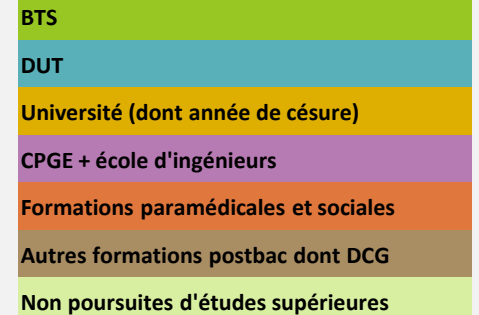 BTS
DUT
Université (dont année de césure)
CPGE + école d'ingénieurs
Formations paramédicales et sociales
Autres formations postbac dont DCG
Non poursuites d'études supérieures